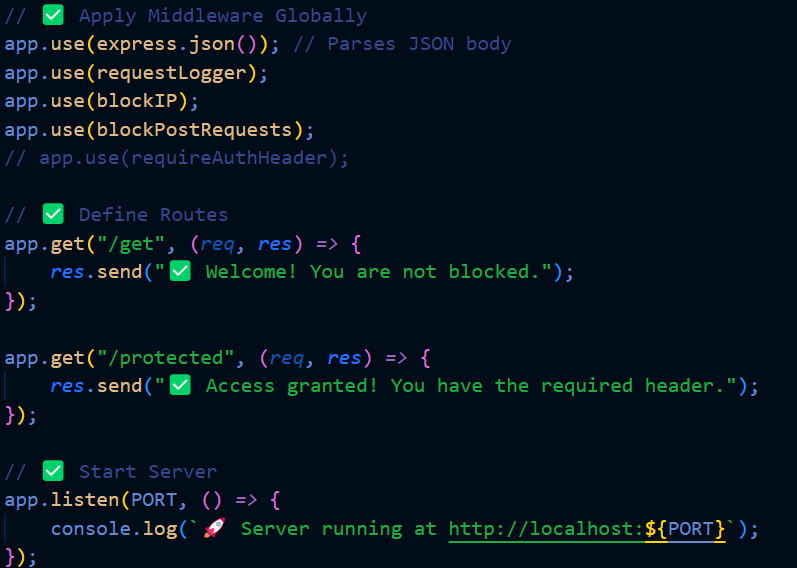 // ✅ Apply Middleware Globally
app.use(express.json()); // Parses JSON body
app.use(requestLogger);
app.use(blockIP);
app.use(blockPostRequests);
// app.use(requireAuthHeader);

// ✅ Define Routes
app.get("/get", (req, res) => {
    res.send("✅ Welcome! You are not blocked.");
});

app.get("/protected", (req, res) => {
    res.send("✅ Access granted! You have the required header.");
});

// ✅ Start Server
app.listen(PORT, () => {
    console.log(`🚀 Server running at http://localhost:${PORT}`);
});